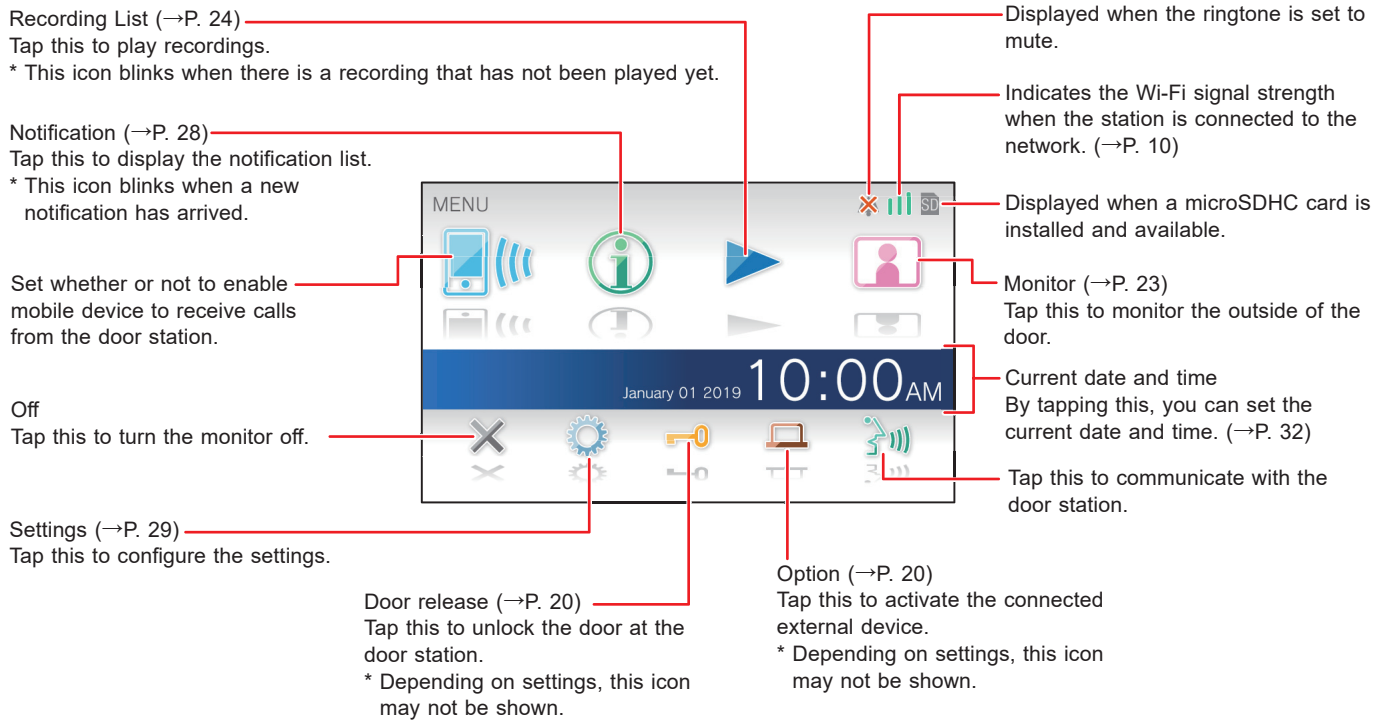 Recording List (→P. 24)
Tap this to play recordings.
* This icon blinks when there is a recording that has not been played yet.
Notification (→P. 28)
Tap this to display the notification list.
* This icon blinks when a new
notification has arrived.
Set whether or not to enable
mobile device to receive calls
from the door station.
Off
Tap this to turn the monitor off.
Settings (→P. 29)
Tap this to configure the settings.
Door release (→P. 20)
Tap this to unlock the door at the
door station.
* Depending on settings, this icon
may not be shown.
MENU
SD
January 01 2019 10:00 AM
Option (→P. 20)
Tap this to activate the connected
external device.
* Depending on settings, this icon
may not be shown.
Displayed when the ringtone is set to
mute.
Indicates the Wi-Fi signal strength
when the station is connected to the
network. (→P. 10)
Displayed when a microSDHC card is
installed and available.
Monitor (→P. 23)
Tap this to monitor the outside of the
door.
Current date and time
By tapping this, you can set the
current date and time. (→P. 32)
Tap this to communicate with the
door station.